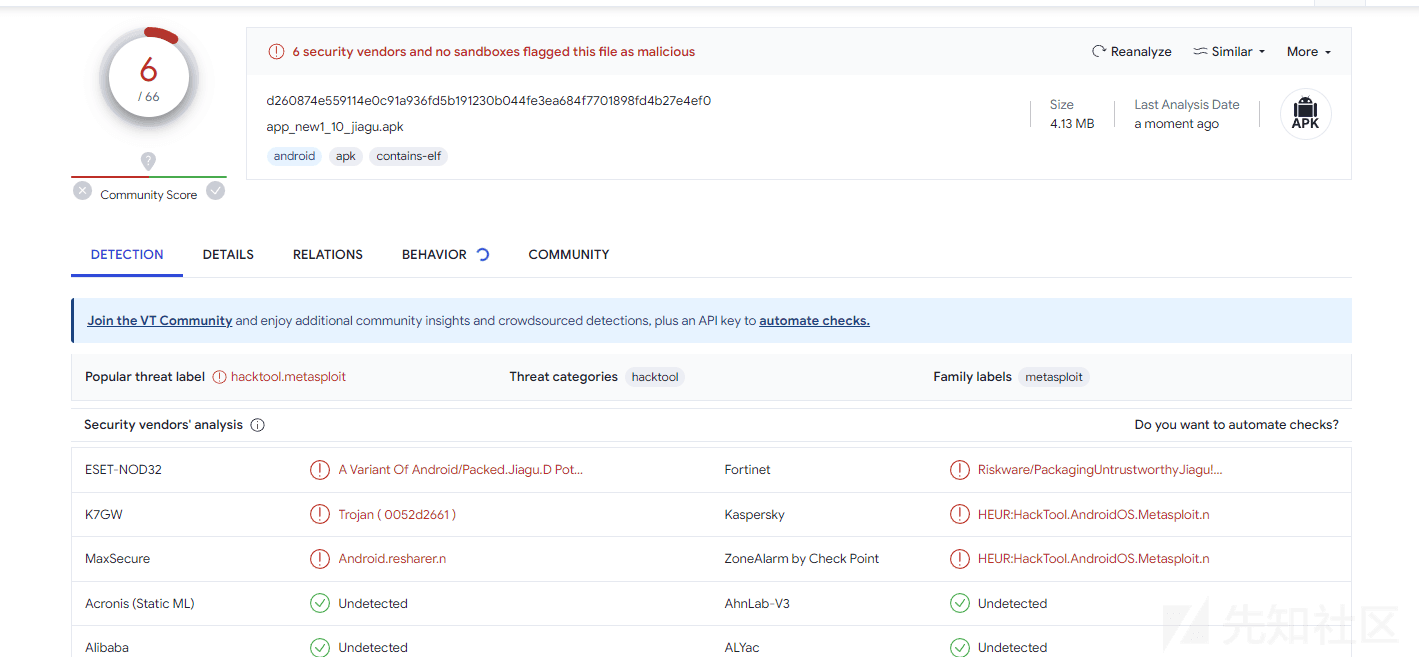 6
/ 66
?
Community Score
6 security vendors and no sandboxes flagged this file as malicious
Reanalyze
Similar
More
d260874e559114e0c91a936fd5b191230b044fe3ea684f7701898fd4b27e4ef0
app_new1_10_jiagu.apk
android apk contains-elf
Size
4.13 MB
Last Analysis Date
a moment ago
APK
DETECTION DETAILS RELATIONS BEHAVIOR COMMUNITY
Join the VT Community and enjoy additional community insights and crowdsourced detections, plus an API key to automate checks.
Popular threat label hacktool.metasploit Threat categories hacktool Family labels metasploit
Security vendors' analysis Do you want to automate checks?
ESET-NOD32 A Variant Of Android/Packed.Jiagu.D Pot... Fortinet Riskware/PackagingUntrustworthyJiagu!...
K7GW Trojan ( 0052d2661 ) Kaspersky HEUR:HackTool.AndroidOS.Metasploit.n
MaxSecure Android.resharer.n ZoneAlarm by Check Point HEUR:HackTool.AndroidOS.Metasploit.n
Acronis (Static ML) Undetected AhnLab-V3 Undetected
Alibaba Undetected ALYac Undetected
先知社区